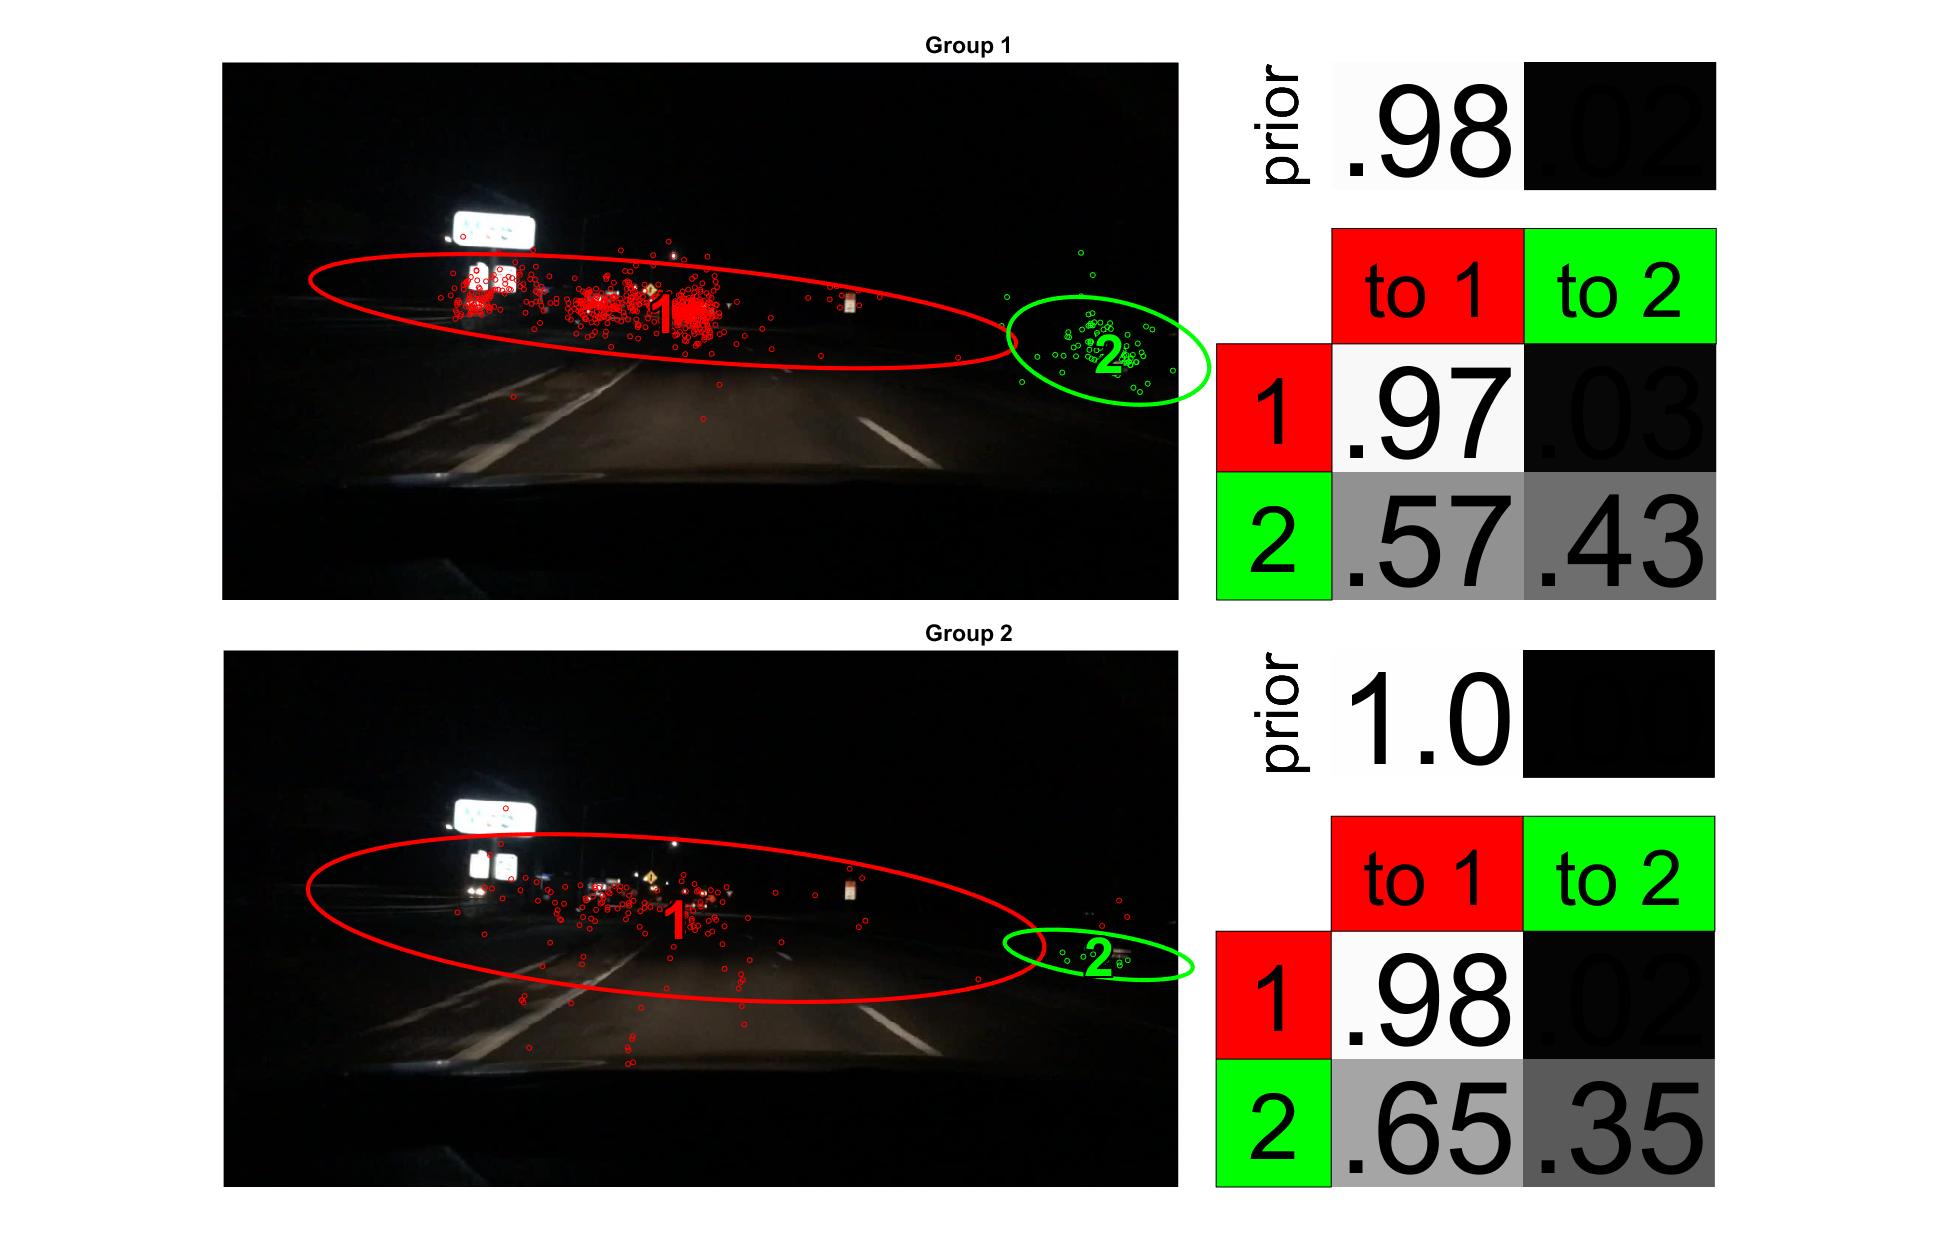 Group 1
prior .98 .02
to 1 to 2
1 .97 .03
2 .57 .43
1
2
Group 2
prior 1.0
to 1 to 2
1 .98 .02
2 .65 .35
1
2